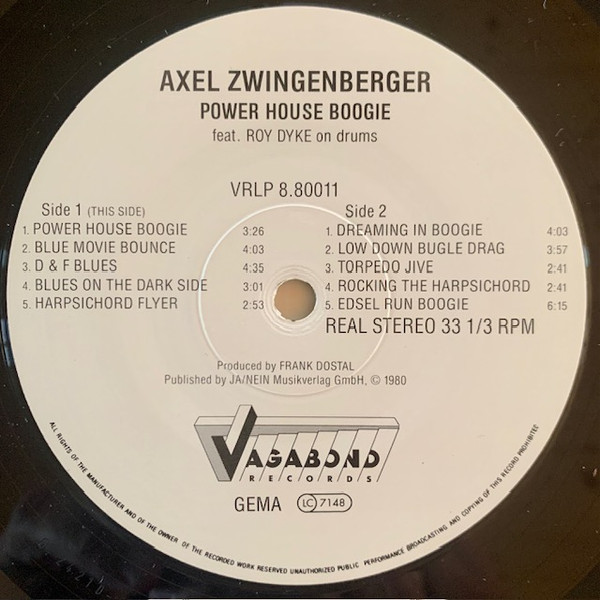 AXEL ZWINGENBERGER
POWER HOUSE BOOGIE
feat. ROY DYKE on drums
VRLP 8.80011
Side 1 (THIS SIDE)
1. POWER HOUSE BOOGIE 3:26
2. BLUE MOVIE BOUNCE 4:03
3. D & F BLUES 4:35
4. BLUES ON THE DARK SIDE 3:01
5. HARPSICHORD FLYER 2:53
Side 2
1. DREAMING IN BOOGIE 4:03
2. LOW DOWN BUGLE DRAG 3:57
3. TORPEDO JIVE 2:41
4. ROCKING THE HARPSICHORD 2:41
5. EDSEL RUN BOOGIE 6:15
REAL STEREO 33 1/3 RPM
Produced by FRANK DOSTAL
Published by JA/NEIN Musikverlag GmbH, © 1980
VAGABOND
RECORDS
GEMA LC 7148
ALL RIGHTS OF THE MANUFACTURER AND OF THE OWNER OF THE RECORDED WORK RESERVED UNAUTHORIZED PUBLIC PERFORMANCE BROADCASTING AND COPYING OF THIS RECORD PROHIBITED